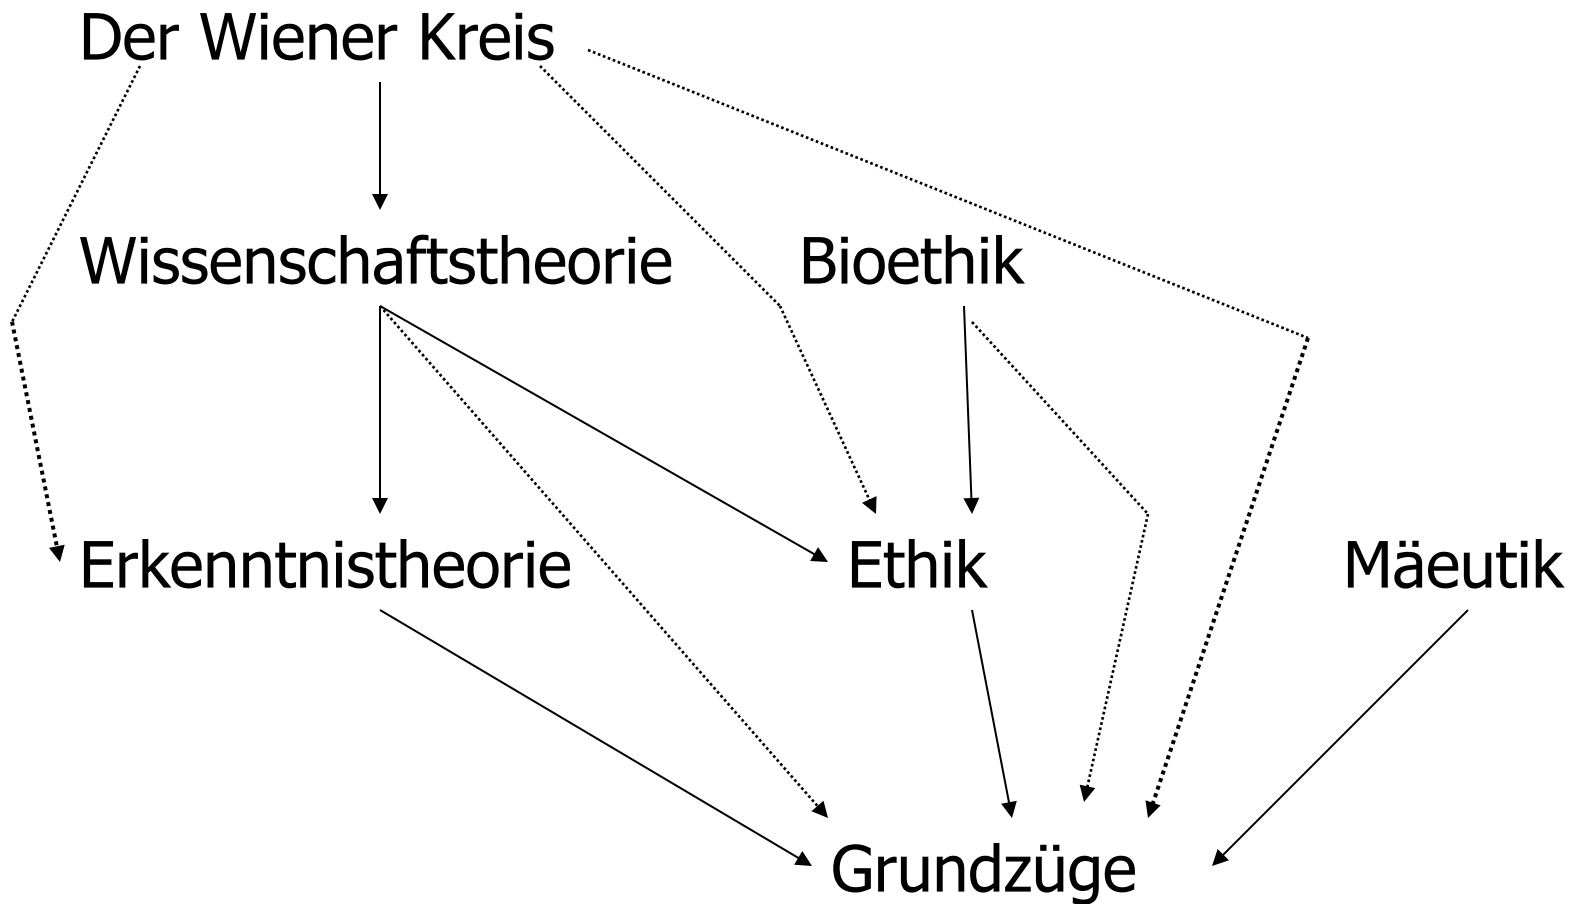 Der Wiener Kreis
Wissenschaftstheorie Bioethik
Erkenntnistheorie Ethik Mäeutik
Grundzüge